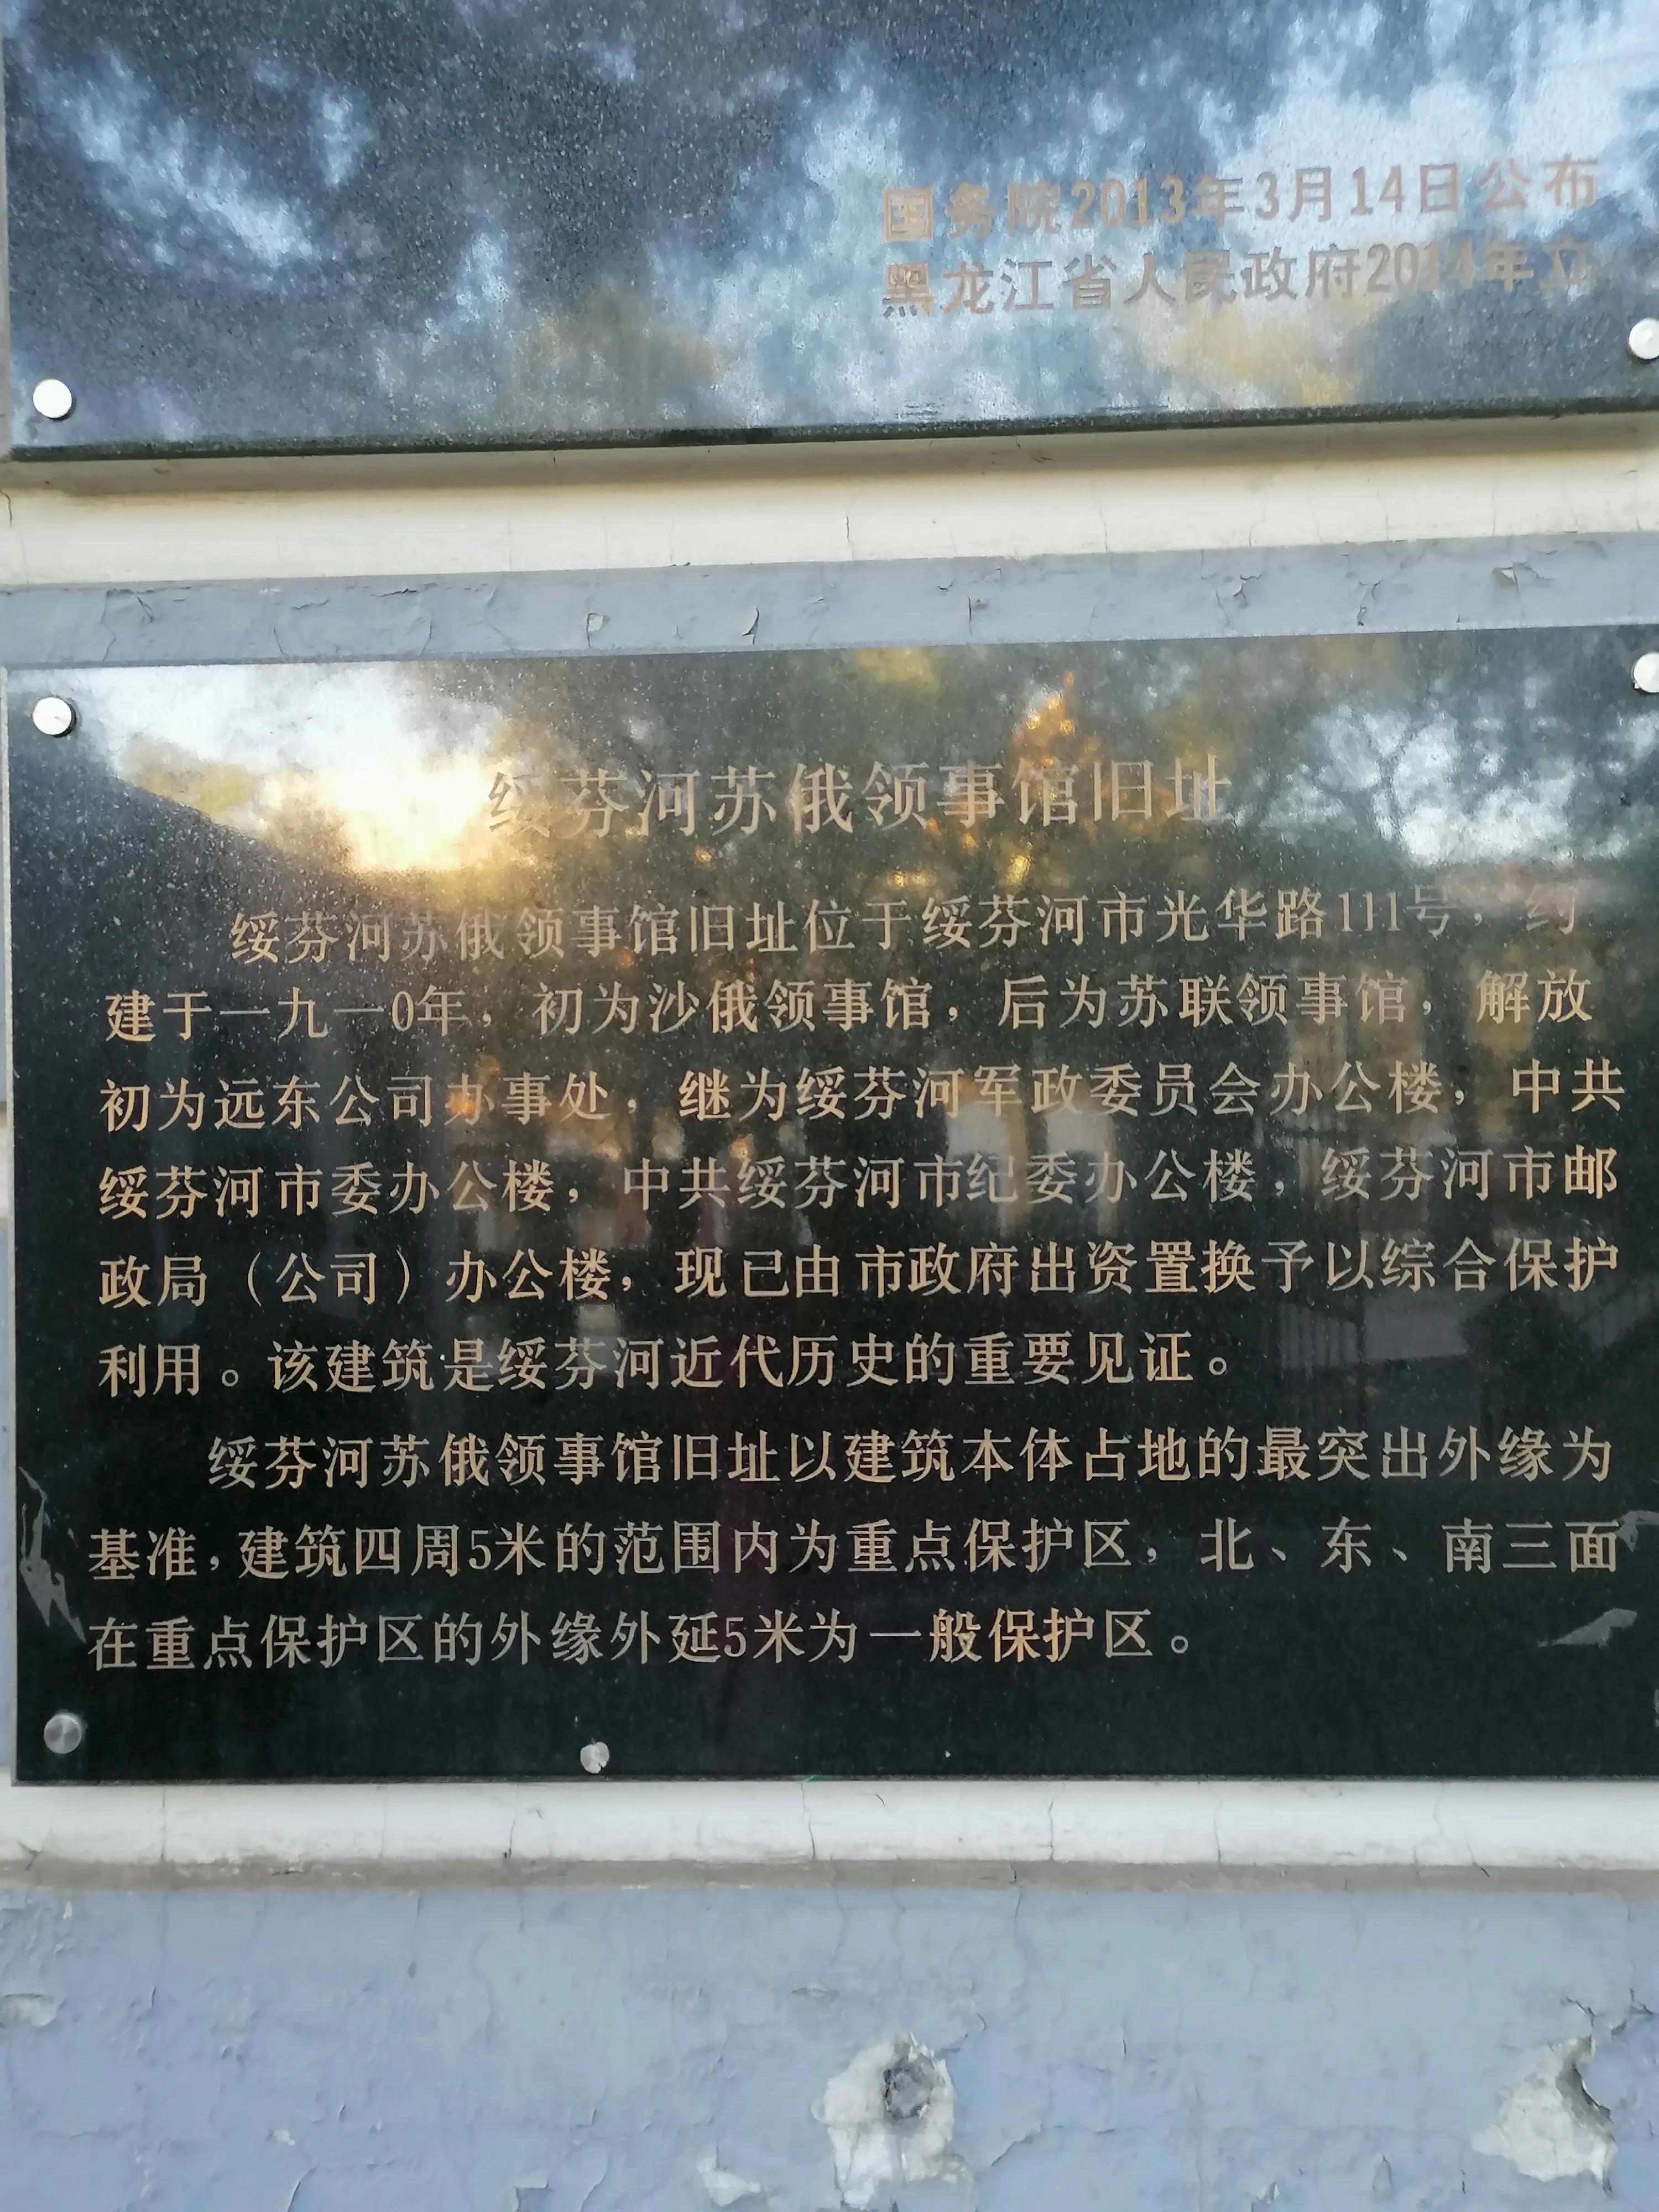 国务院2013年3月14日公布
黑龙江省人民政府2014年立
绥芬河苏俄领事馆旧址
绥芬河苏俄领事馆旧址位于绥芬河市光华路111号，约
建于一九一0年，初为沙俄领事馆，后为苏联领事馆，解放
初为远东公司办事处，继为绥芬河军政委员会办公楼，中共
绥芬河市委办公楼，中共绥芬河市纪委办公楼，绥芬河市邮
政局（公司）办公楼，现已由市政府出资置换予以综合保护
利用。该建筑是绥芬河近代历史的重要见证。
绥芬河苏俄领事馆旧址以建筑本体占地的最突出外缘为
基准，建筑四周5米的范围内为重点保护区，北、东、南三面
在重点保护区的外缘外延5米为一般保护区。